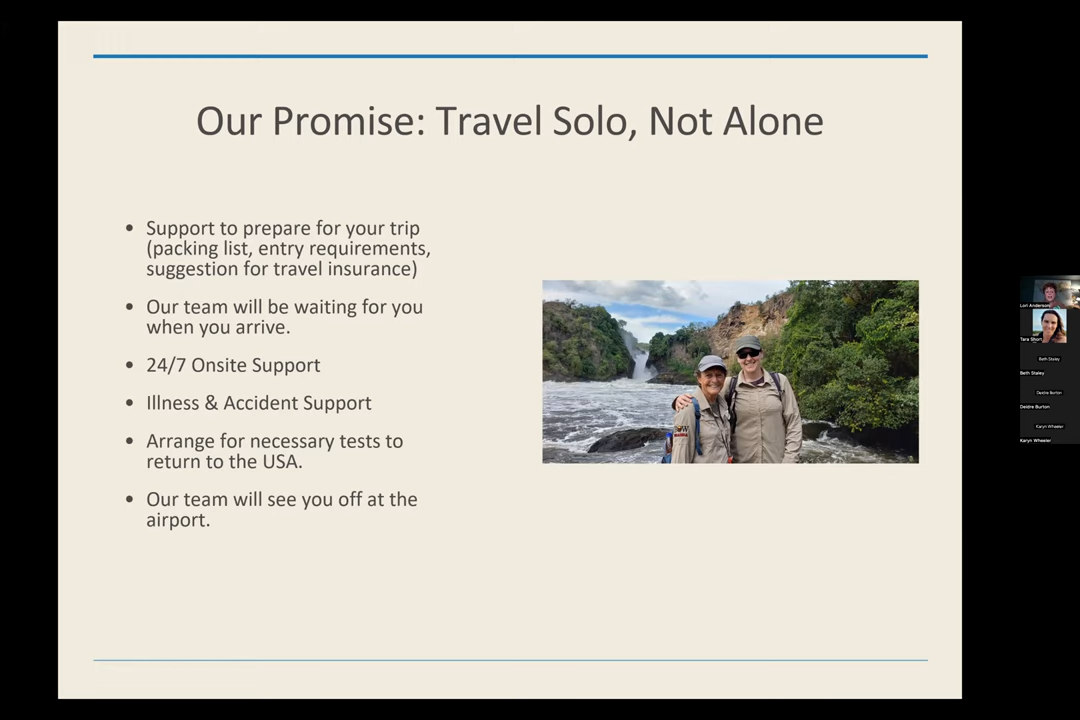 Our Promise: Travel Solo, Not Alone
• Support to prepare for your trip
(packing list, entry requirements,
suggestion for travel insurance)
• Our team will be waiting for you
when you arrive.
• 24/7 Onsite Support
• Illness & Accident Support
• Arrange for necessary tests to
return to the USA.
• Our team will see you off at the
airport.
Lori Anderson
Tara Short
Beth Staley
Beth Staley
Deidre Burton
Deidre Burton
Karyn Wheeler
Karyn Wheeler